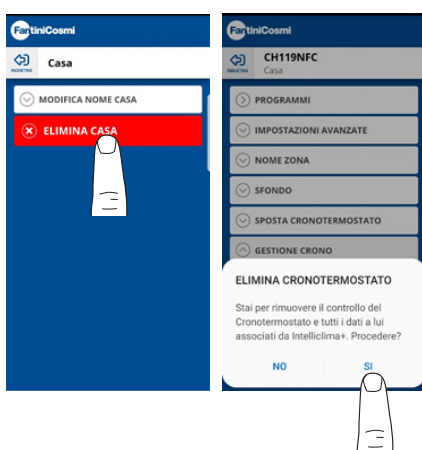 FantiniCosmi
INDIETRO
Casa
MODIFICA NOME CASA
ELIMINA CASA
FantiniCosmi
INDIETRO
CH119NFC
Casa
PROGRAMMI
IMPOSTAZIONI AVANZATE
NOME ZONA
SFONDO
SPOSTA CRONOTERMOSTATO
GESTIONE CRONO
ELIMINA CRONOTERMOSTATO
Stai per rimuovere il controllo del
Cronotermostato e tutti i dati a lui
associati da Intelliclima+. Procedere?
NO
SI